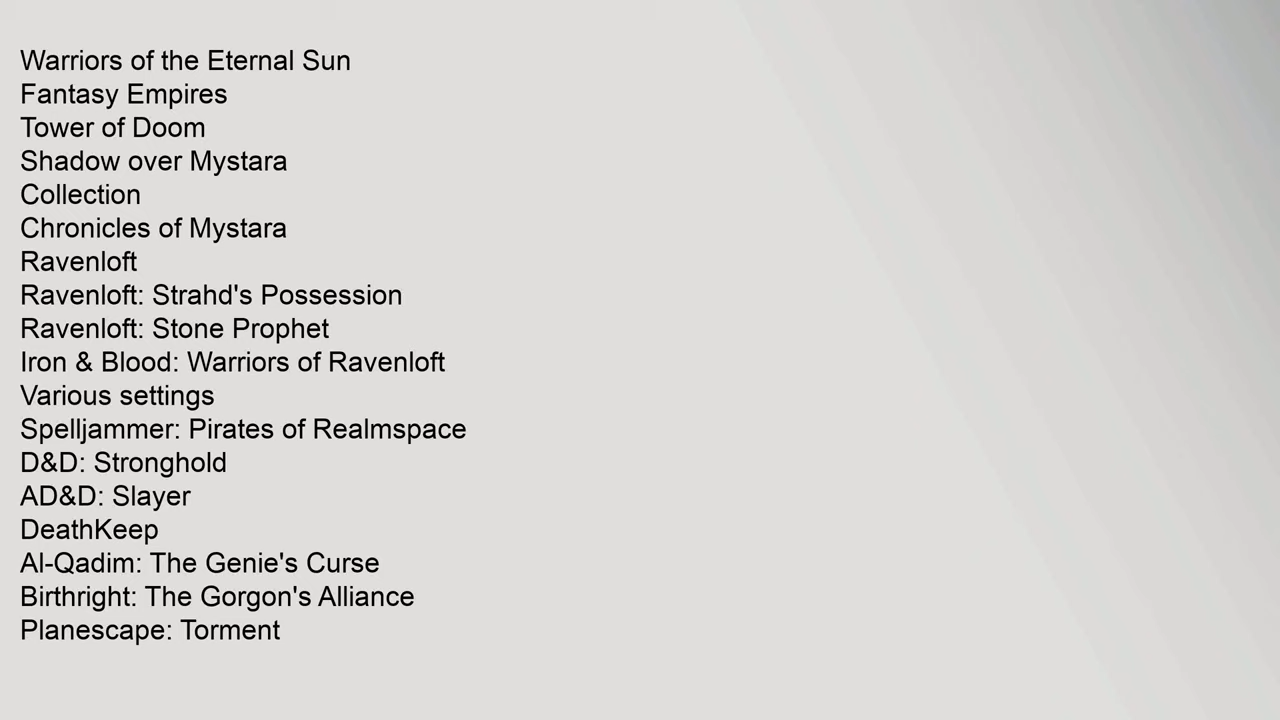 Warriors of the Eternal Sun
Fantasy Empires
Tower of Doom
Shadow over Mystara
Collection
Chronicles of Mystara
Ravenloft
Ravenloft: Strahd's Possession
Ravenloft: Stone Prophet
Iron & Blood: Warriors of Ravenloft
Various settings
Spelljammer: Pirates of Realmspace
D&D: Stronghold
AD&D: Slayer
DeathKeep
Al-Qadim: The Genie's Curse
Birthright: The Gorgon's Alliance
Planescape: Torment